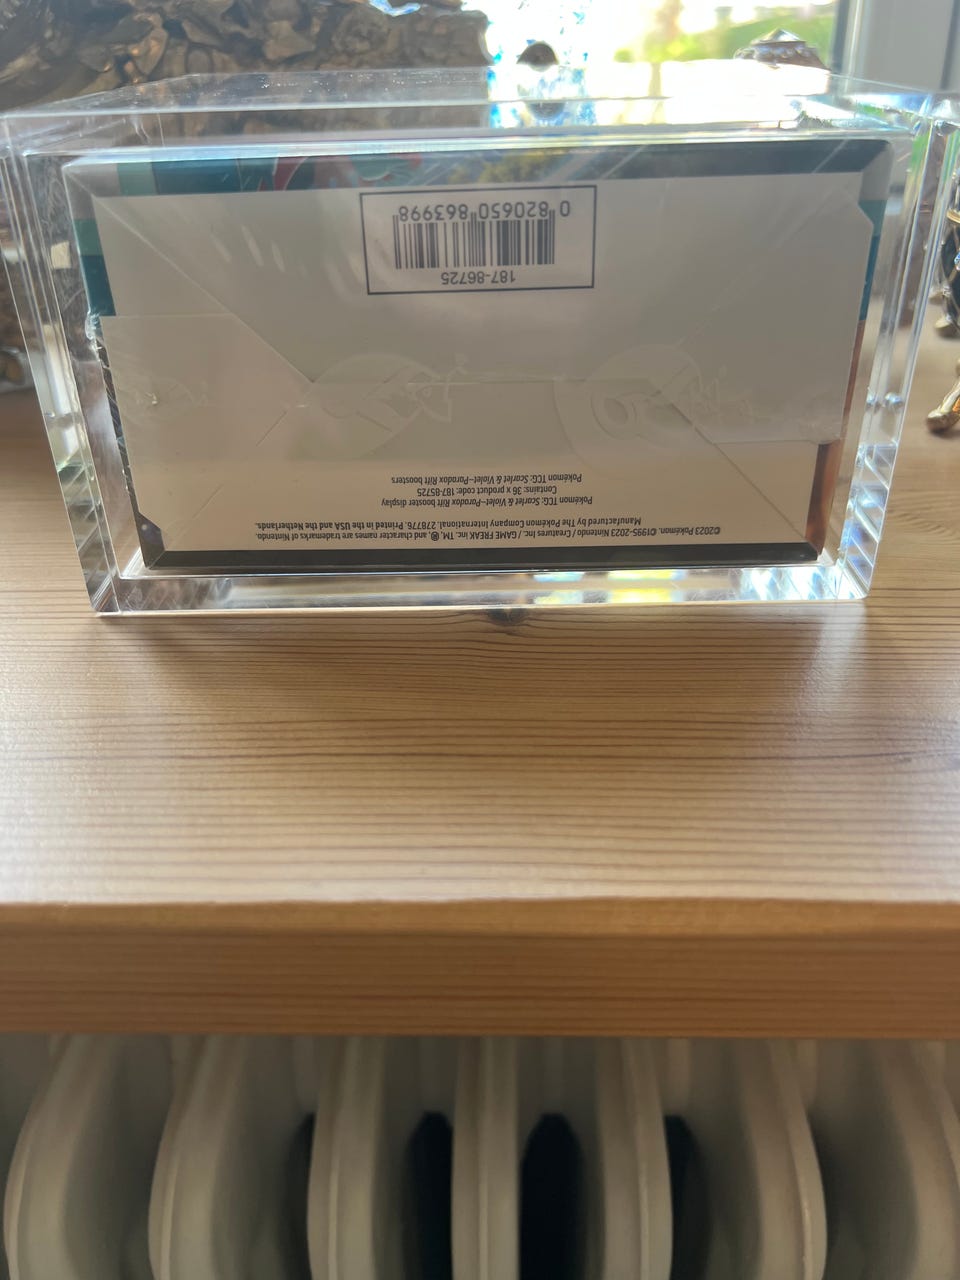 ©2023 Pokémon. ©1995-2023 Nintendo / Creatures Inc. / GAME FREAK inc. TM, ®, and character names are trademarks of Nintendo.
Manufactured by The Pokémon Company International. 278776. Printed in the USA and the Netherlands.
Pokémon TCG: Scarlet & Violet—Paradox Rift booster display
Contains: 36 x product code: 187-85725
Pokémon TCG: Scarlet & Violet—Paradox Rift boosters
187-86725
0 820650 863998